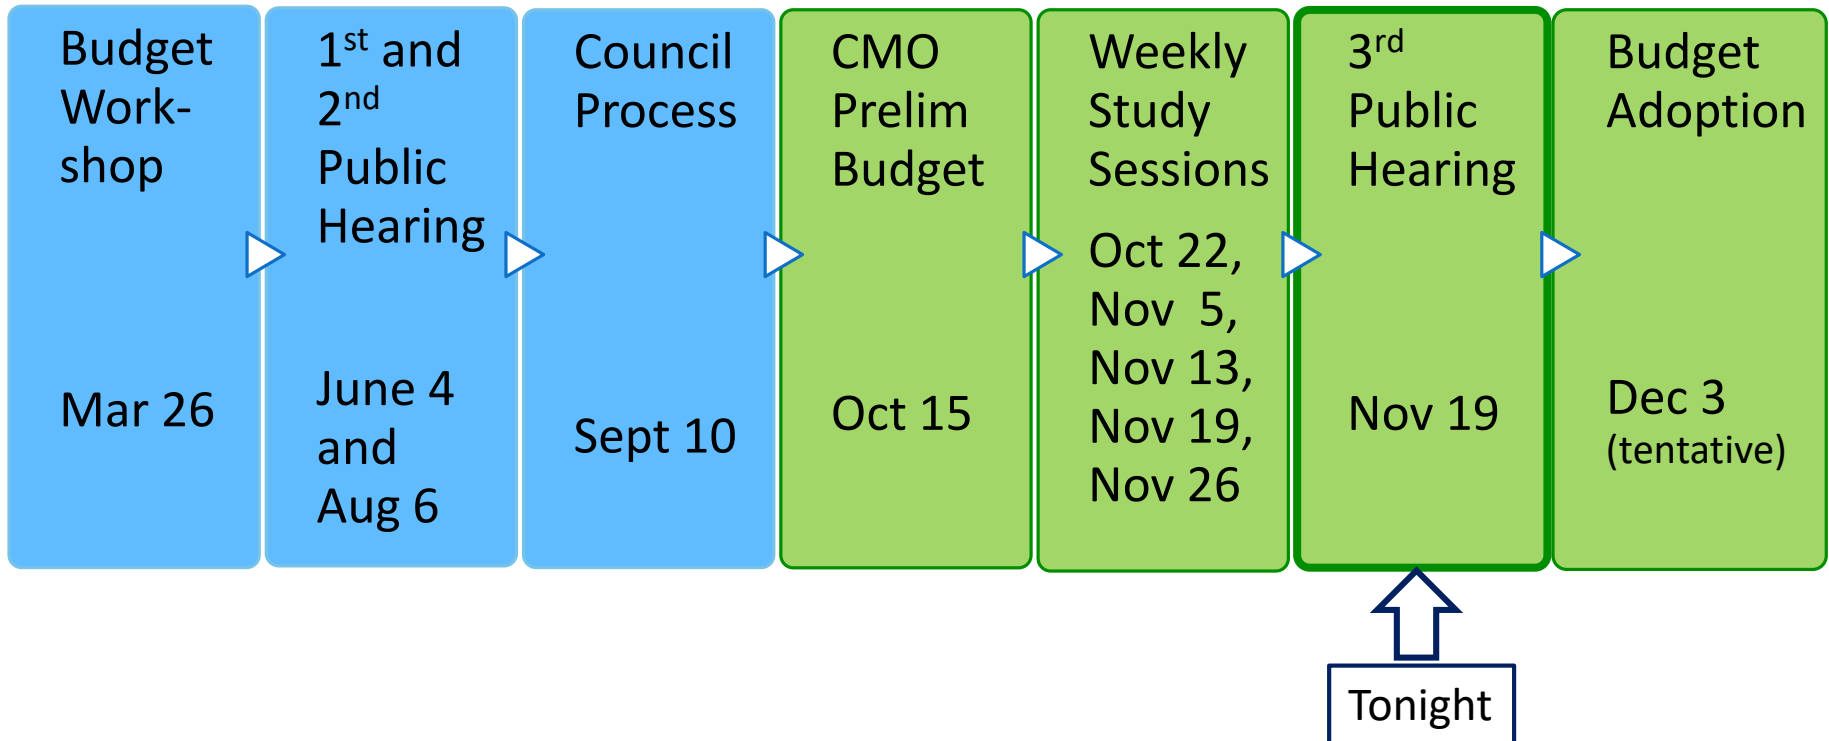 Budget
Work-
shop
Mar 26
1st and
2nd
Public
Hearing
June 4
and
Aug 6
Council
Process
Sept 10
CMO
Prelim
Budget
Oct 15
Weekly
Study
Sessions
Oct 22,
Nov  5,
Nov 13,
Nov 19,
Nov 26
3rd
Public
Hearing
Nov 19
Budget
Adoption
Dec 3
(tentative)
Tonight